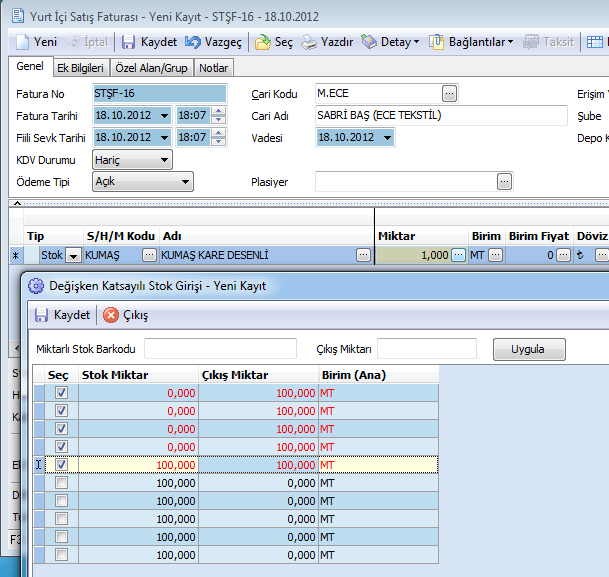 Yurt İçi Satış Faturası - Yeni Kayıt - STŞF-16 - 18.10.2012
Yeni İptal Kaydet Vazgeç Seç Yazdır Detay Bağlantılar Taksit
Genel Ek Bilgileri Özel Alan/Grup Notlar
Fatura No STŞF-16 Cari Kodu M.ECE Erişim
Fatura Tarihi 18.10.2012 18:07 Cari Adı SABRİ BAŞ (ECE TEKSTİL) Şube
Fiili Sevk Tarihi 18.10.2012 18:07 Vadesi 18.10.2012 Depo K
KDV Durumu Hariç
Ödeme Tipi Açık Plasiyer
Tip S/H/M Kodu Adı Miktar Birim Birim Fiyat Döviz
* Stok KUMAŞ ... KUMAŞ KARE DESENLİ ... 1,000 ... MT ... 0 ... ₺ ...
Değişken Katsayılı Stok Girişi - Yeni Kayıt
Kaydet Çıkış
Miktarlı Stok Barkodu Çıkış Miktarı Uygula
Seç Stok Miktar Çıkış Miktar Birim (Ana)
0,000 100,000 MT
0,000 100,000 MT
0,000 100,000 MT
0,000 100,000 MT
100,000 100,000 MT
100,000 0,000 MT
100,000 0,000 MT
100,000 0,000 MT
100,000 0,000 MT
100,000 0,000 MT
F3